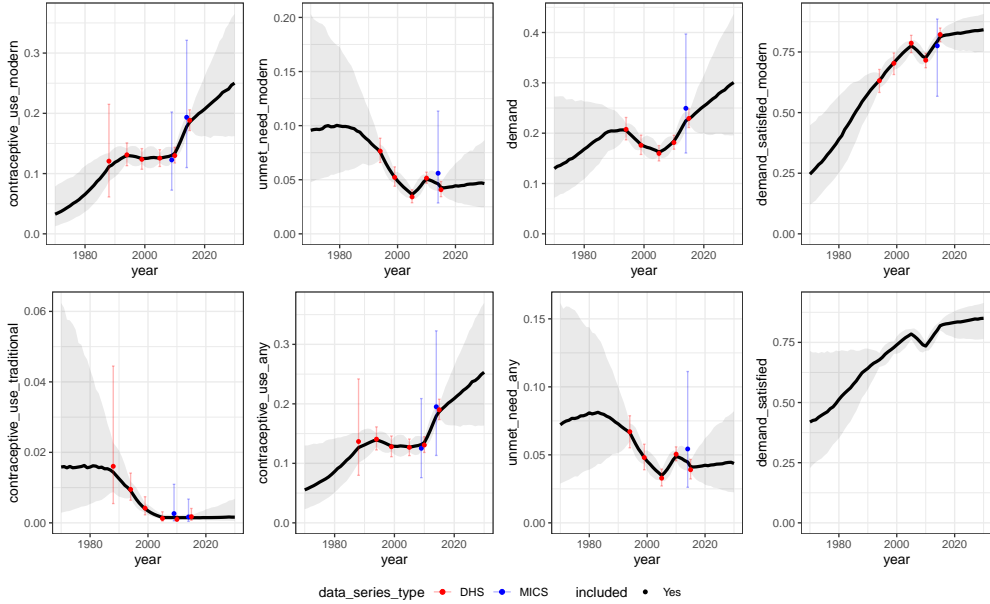 contraceptive_use_modern
0.3
0.2
0.1
0.0
1980 2000 2020
year
unmet_need_modern
0.20
0.15
0.10
0.05
0.00
1980 2000 2020
year
demand
0.4
0.3
0.2
0.1
0.0
1980 2000 2020
year
demand_satisfied_modern
0.75
0.50
0.25
0.00
1980 2000 2020
year
contraceptive_use_traditional
0.06
0.04
0.02
0.00
1980 2000 2020
year
contraceptive_use_any
0.3
0.2
0.1
0.0
1980 2000 2020
year
unmet_need_any
0.15
0.10
0.05
0.00
1980 2000 2020
year
demand_satisfied
0.75
0.50
0.25
0.00
1980 2000 2020
year
data_series_type DHS MICS included Yes